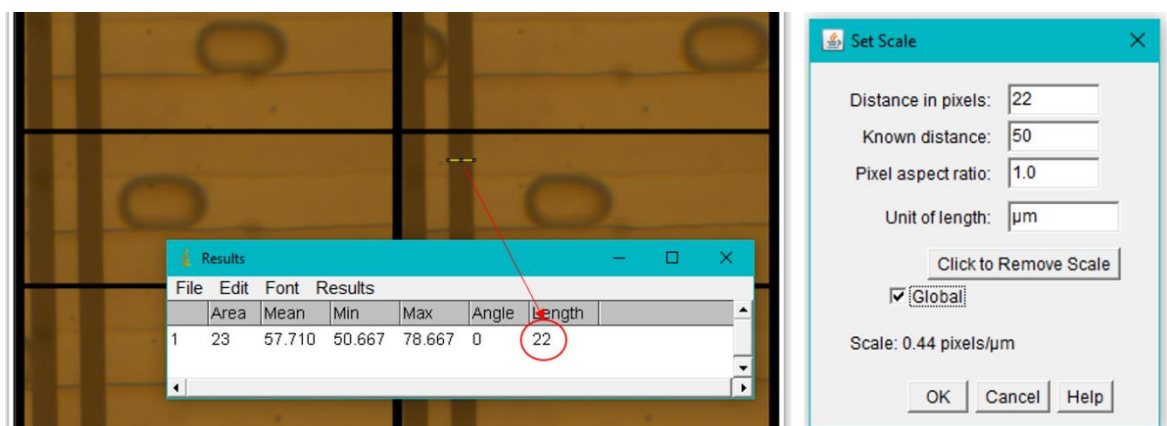 Results
File Edit Font Results
Area Mean Min Max Angle Length
1 23 57.710 50.667 78.667 0 22
Set Scale
Distance in pixels: 22
Known distance: 50
Pixel aspect ratio: 1.0
Unit of length: µm
Click to Remove Scale
Global
Scale: 0.44 pixels/µm
OK Cancel Help